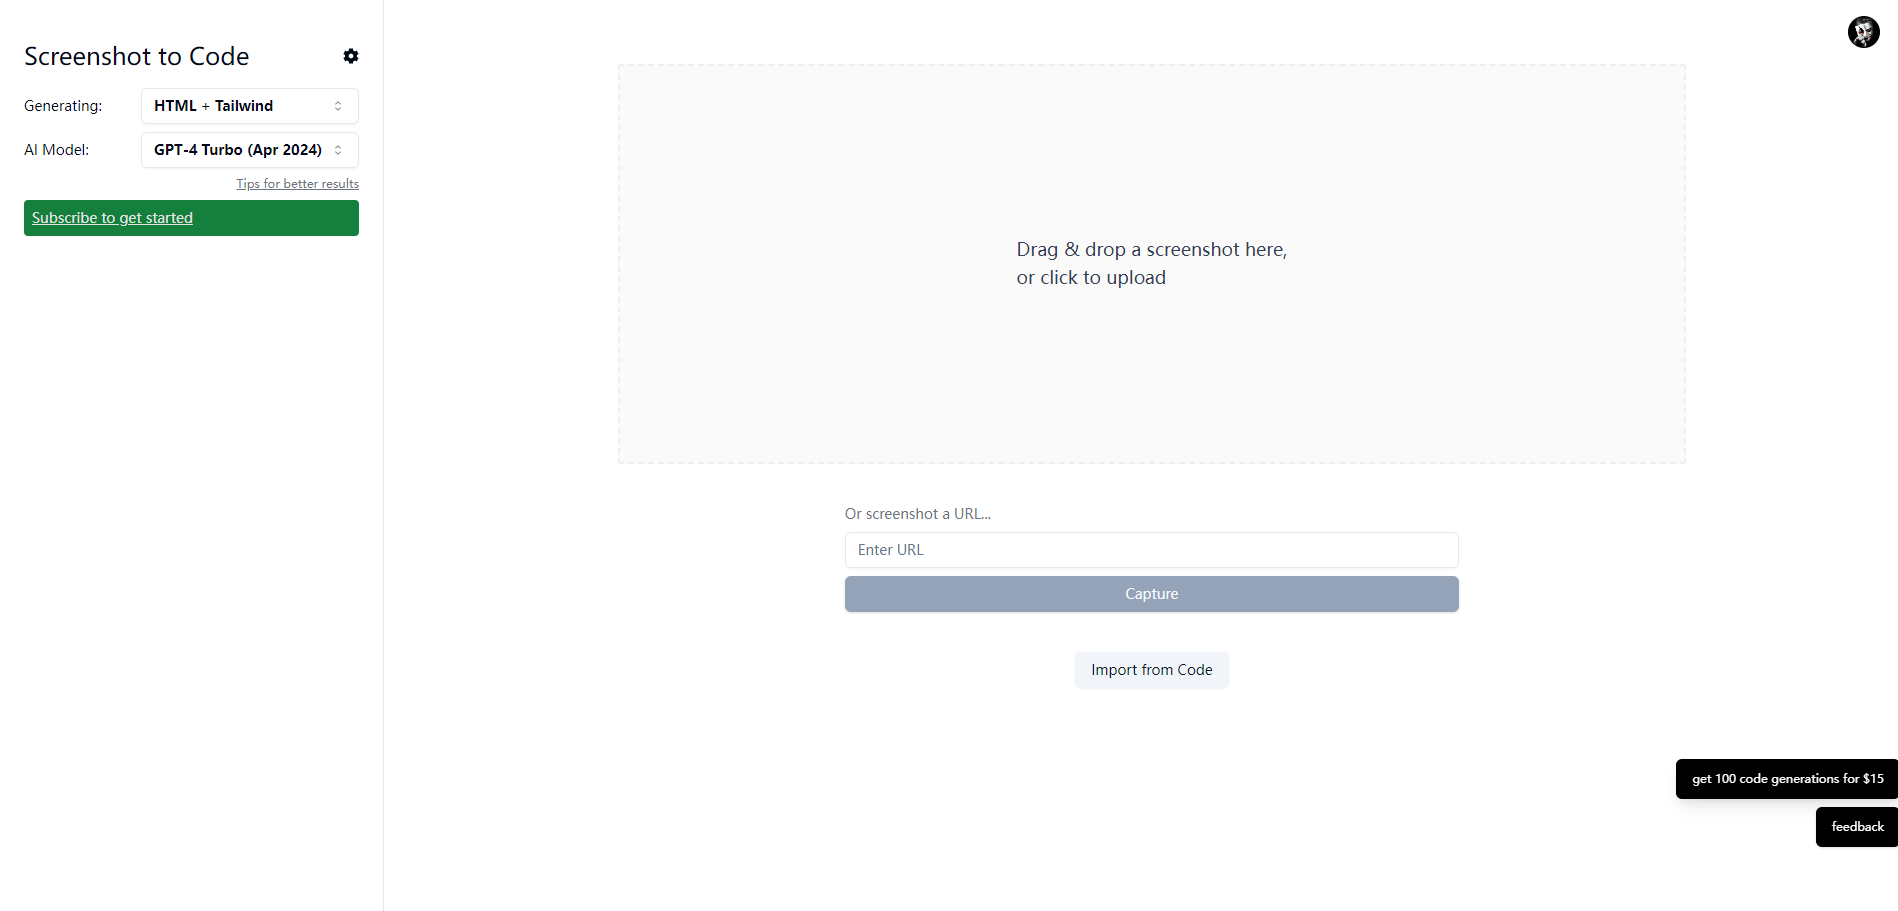 Screenshot to Code
Generating:
HTML + Tailwind
AI Model:
GPT-4 Turbo (Apr 2024)
Tips for better results
Subscribe to get started
Drag & drop a screenshot here,
or click to upload
Or screenshot a URL...
Enter URL
Capture
Import from Code
get 100 code generations for $15
feedback